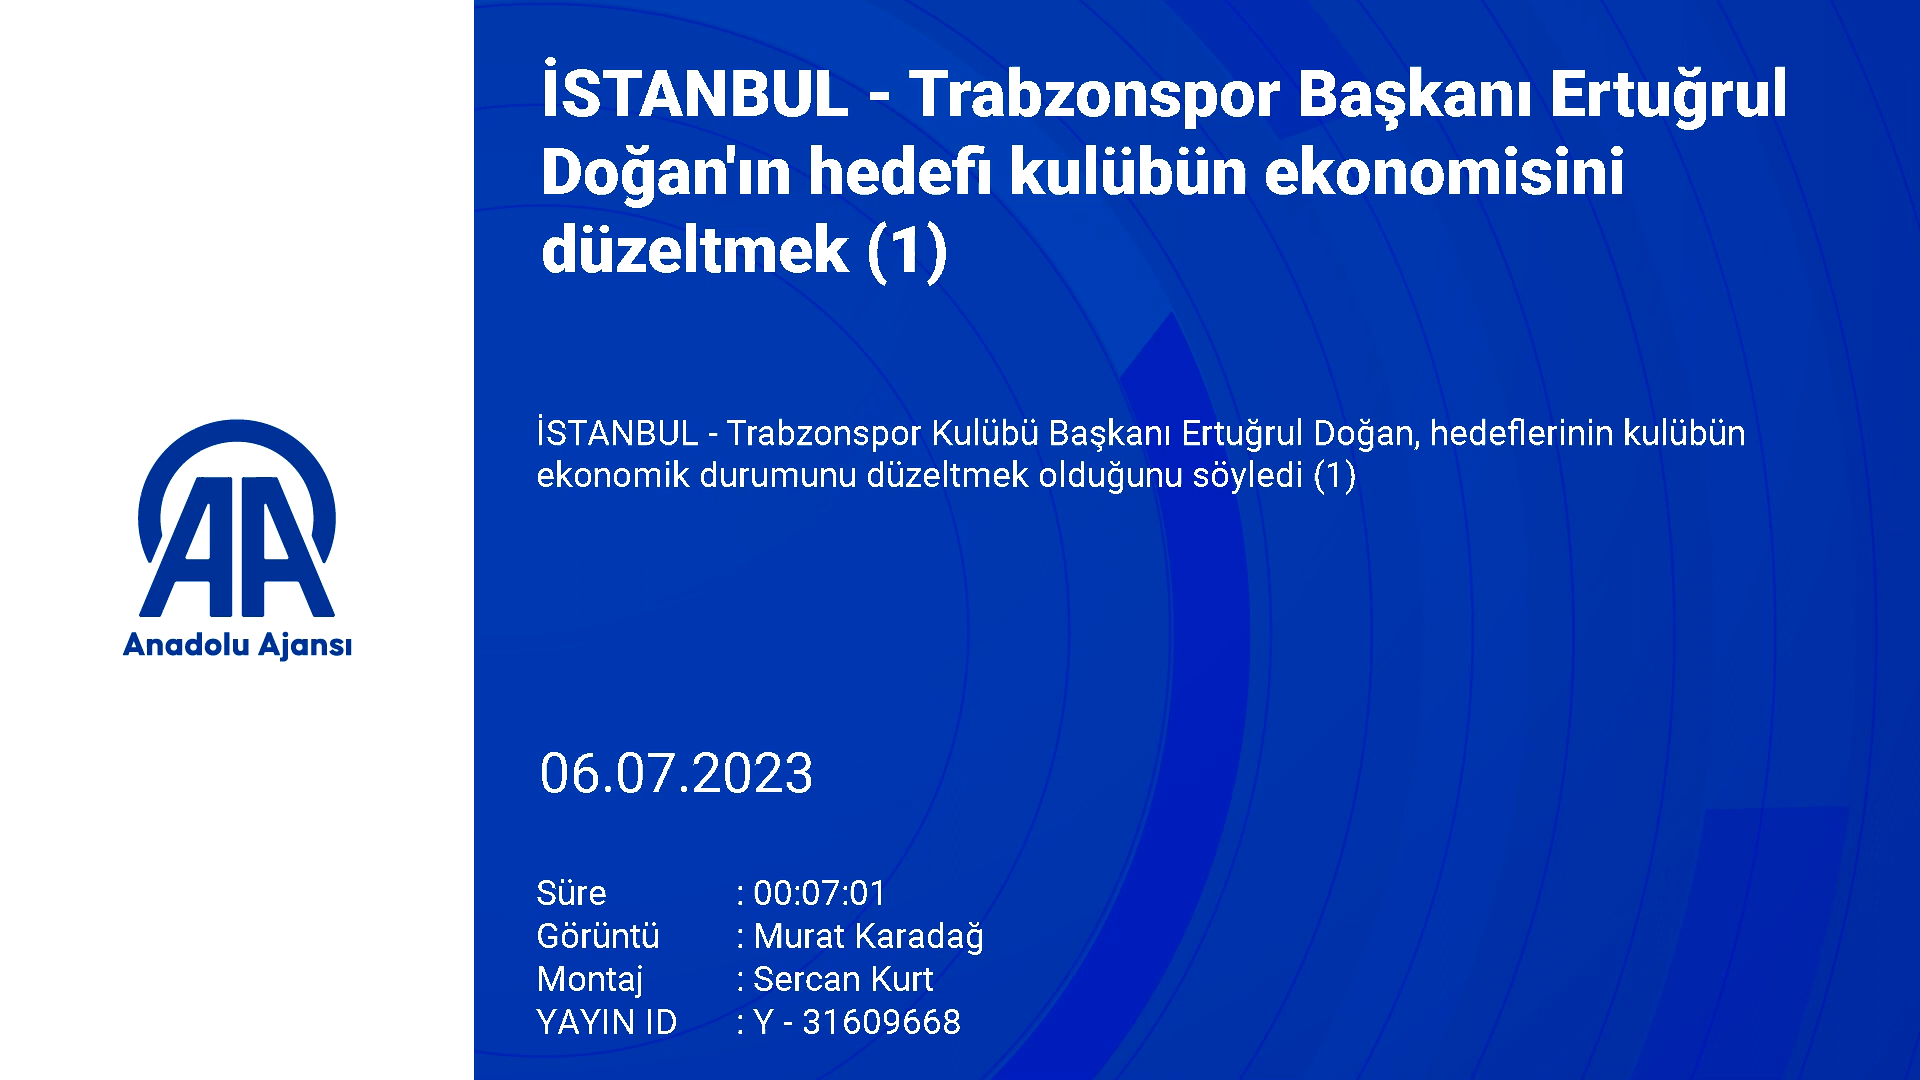 İSTANBUL - Trabzonspor Başkanı Ertuğrul
Doğan'ın hedefi kulübün ekonomisini
düzeltmek (1)
İSTANBUL - Trabzonspor Kulübü Başkanı Ertuğrul Doğan, hedeflerinin kulübün
ekonomik durumunu düzeltmek olduğunu söyledi (1)
AA
Anadolu Ajansı
06.07.2023
Süre : 00:07:01
Görüntü : Murat Karadağ
Montaj : Sercan Kurt
YAYIN ID : Y - 31609668